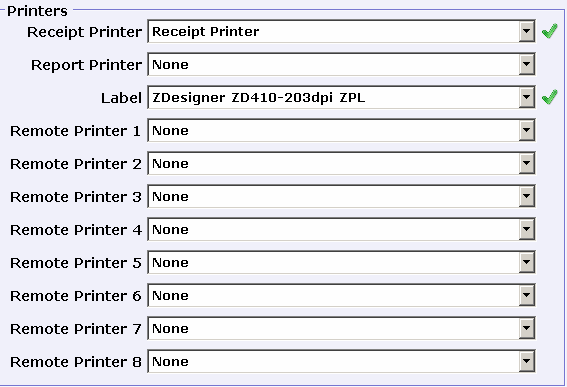 Printers
Receipt Printer Receipt Printer
Report Printer None
Label ZDesigner ZD410-203dpi ZPL
Remote Printer 1 None
Remote Printer 2 None
Remote Printer 3 None
Remote Printer 4 None
Remote Printer 5 None
Remote Printer 6 None
Remote Printer 7 None
Remote Printer 8 None